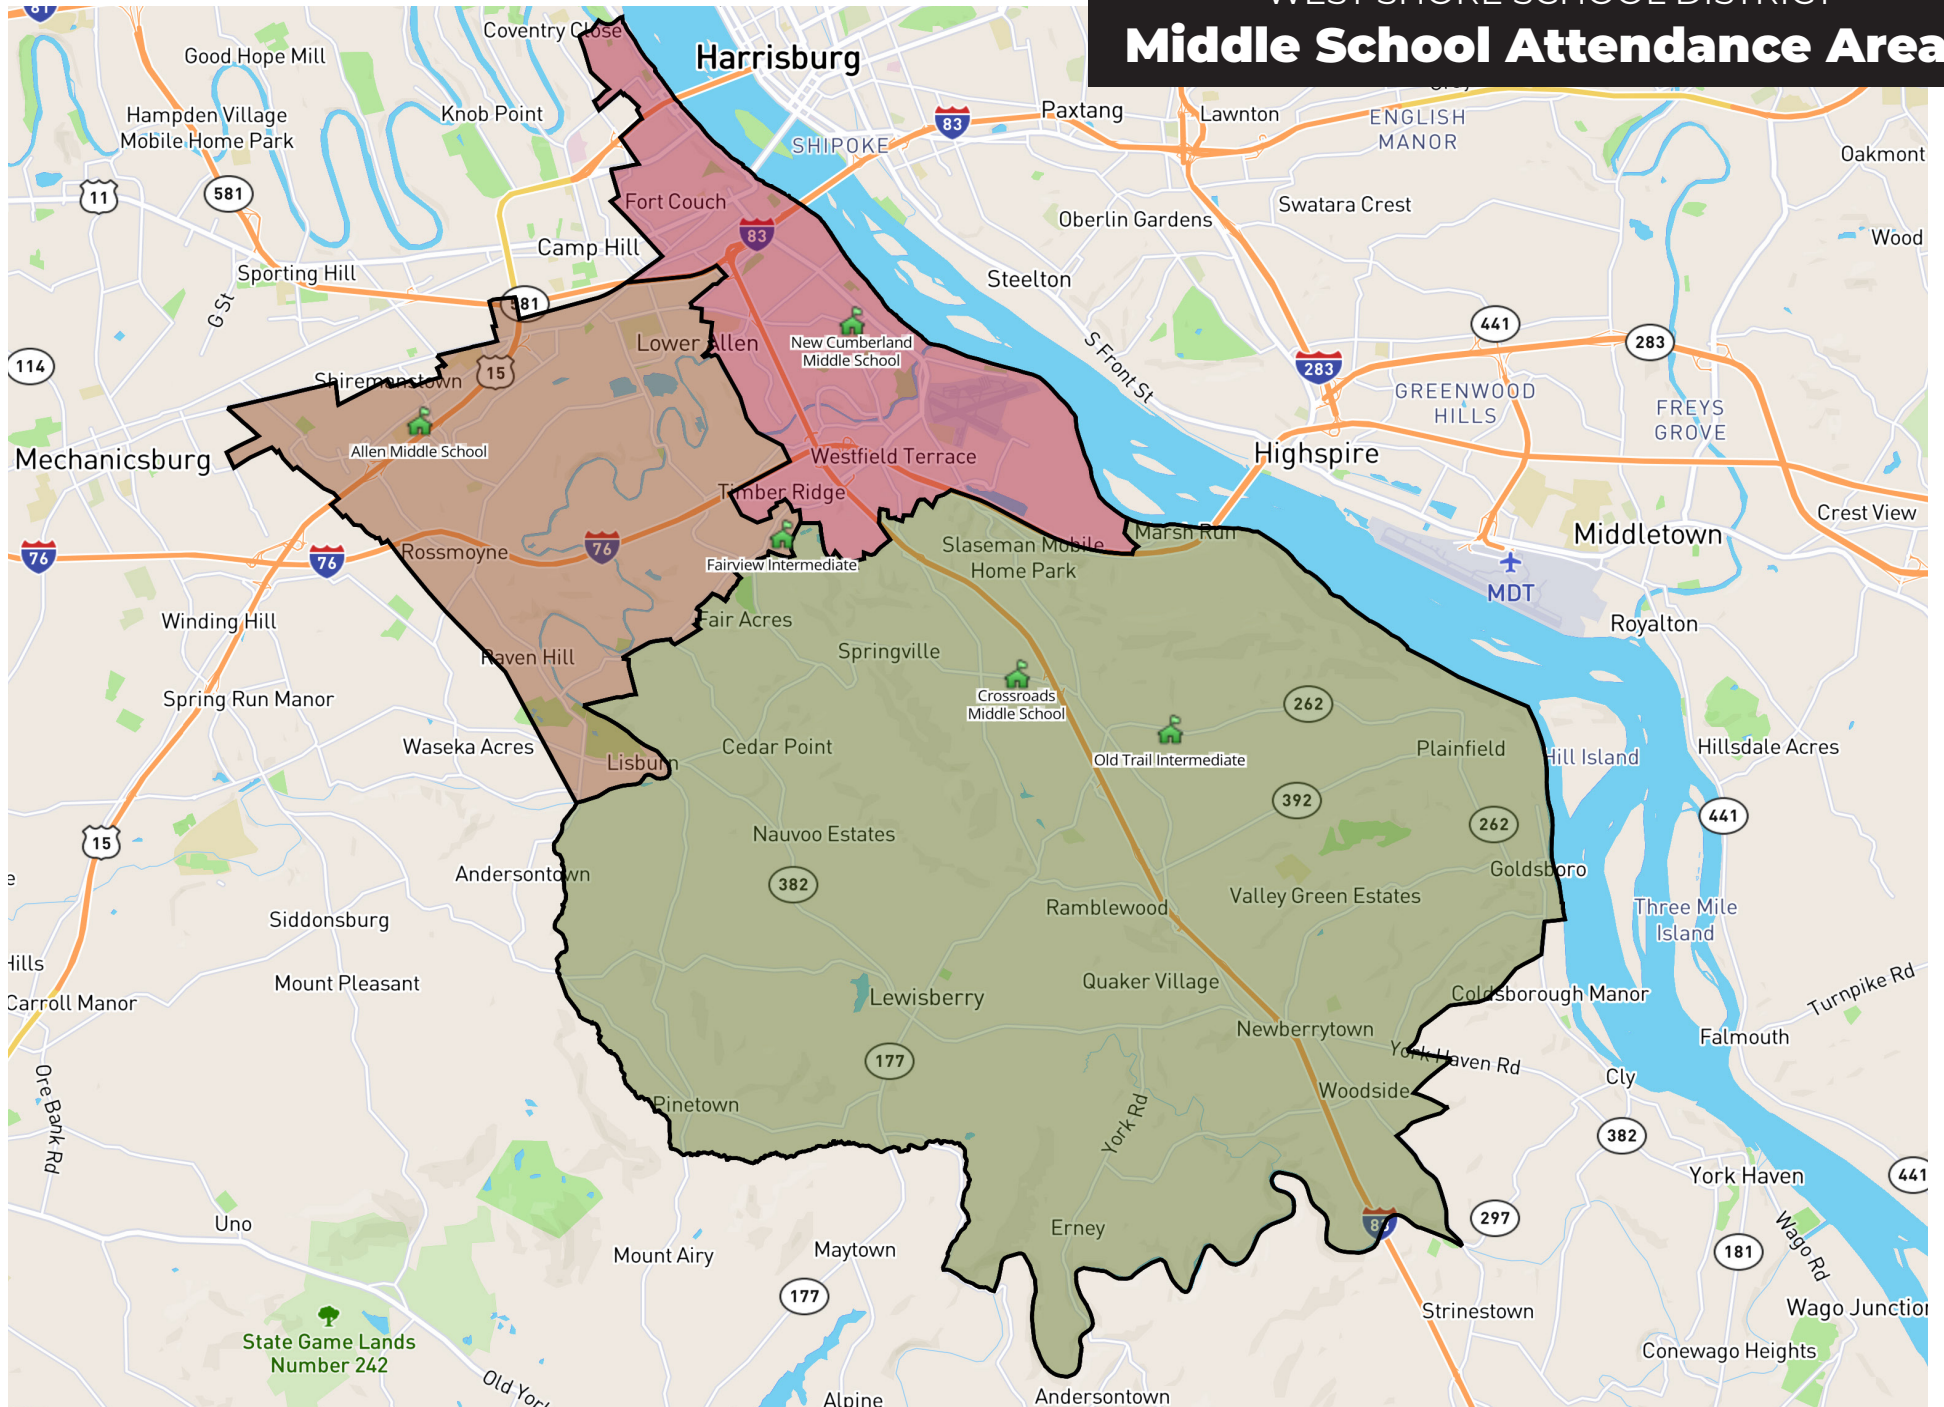 WEST SHORE SCHOOL DISTRICT
Middle School Attendance Area
81
Coventry Close
Good Hope Mill
Harrisburg
Hampden Village
Mobile Home Park
Knob Point
Paxtang
Lawnton
ENGLISH
MANOR
83
SHIPOKE
Oakmont
11
581
Fort Couch
Swatara Crest
Oberlin Gardens
Wood
83
Camp Hill
Sporting Hill
Steelton
G St
581
441
283
Lower Allen
New Cumberland
Middle School
S Front St
114
Shiremanstown
15
283
GREENWOOD
HILLS
FREYS
GROVE
Allen Middle School
Mechanicsburg
Westfield Terrace
Highspire
Timber Ridge
Crest View
Middletown
Marsh Run
76
76
Rossmoyne
76
Slaseman Mobile
Home Park
Fairview Intermediate
MDT
Winding Hill
Fair Acres
Royalton
Springville
Raven Hill
Spring Run Manor
Crossroads
Middle School
262
Waseka Acres
Cedar Point
Old Trail Intermediate
Plainfield
Hill Island
Hillsdale Acres
Lisburn
392
262
441
15
Nauvoo Estates
Andersontown
382
Goldsboro
Valley Green Estates
Ramblewood
Three Mile
Island
Siddonsburg
Hills
Mount Pleasant
Quaker Village
Turnpike Rd
Carroll Manor
Lewisberry
Coldsborough Manor
Newberrytown
Falmouth
York Haven Rd
177
Cly
Ore Bank Rd
Woodside
Pinetown
York Rd
382
York Haven
441
Uno
Erney
83
297
Wago Rd
Mount Airy
Maytown
181
177
Strinestown
Wago Junction
State Game Lands
Number 242
Conewago Heights
Old York
Alpine
Andersontown